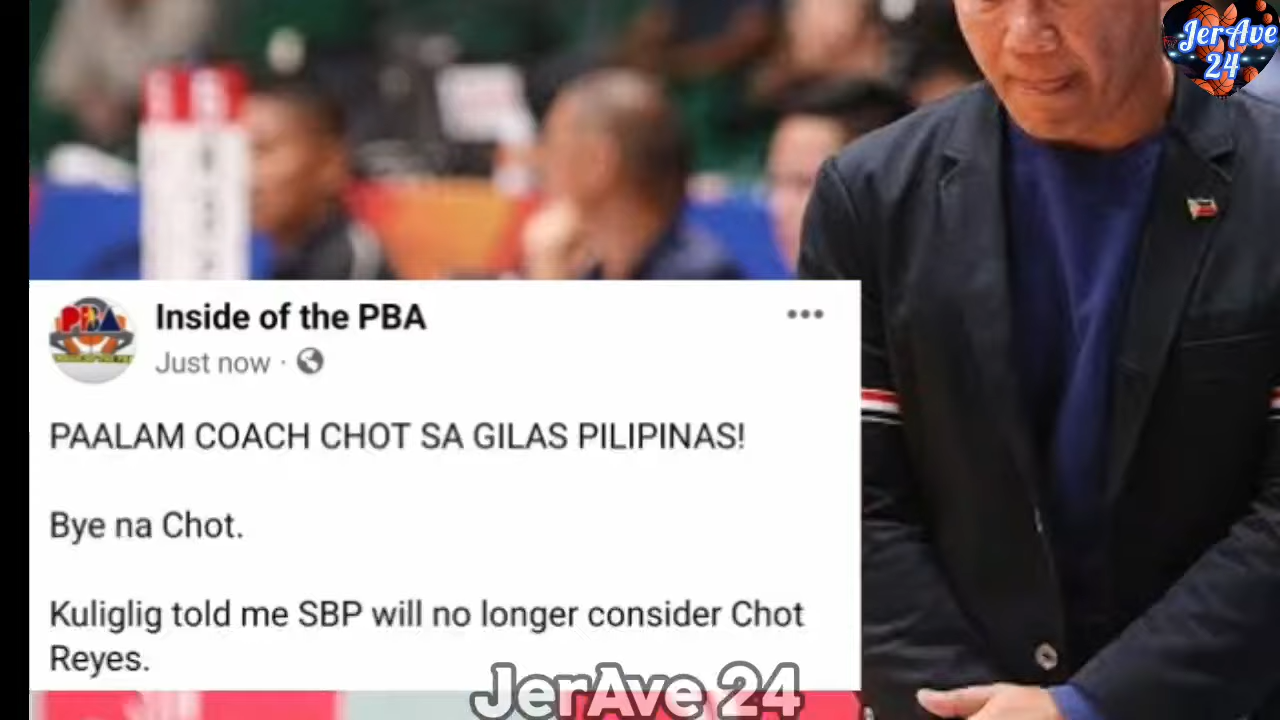 JerAve
24
PBA
Inside of the PBA
Just now ·
PAALAM COACH CHOT SA GILAS PILIPINAS!
Bye na Chot.
Kuliglig told me SBP will no longer consider Chot
Reyes.
JerAve 24